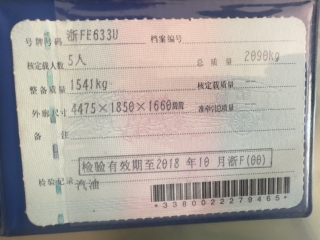 号牌号码 浙FE633U 档案编号
核定载人数 5人 总质量 2090kg
整备质量 1541kg 核定载质量
外廓尺寸 4475×1850×1660mm 准牵引总质量
备注
检验有效期至2018年10月浙F(00)
检验记录 汽油
*3380022279465*